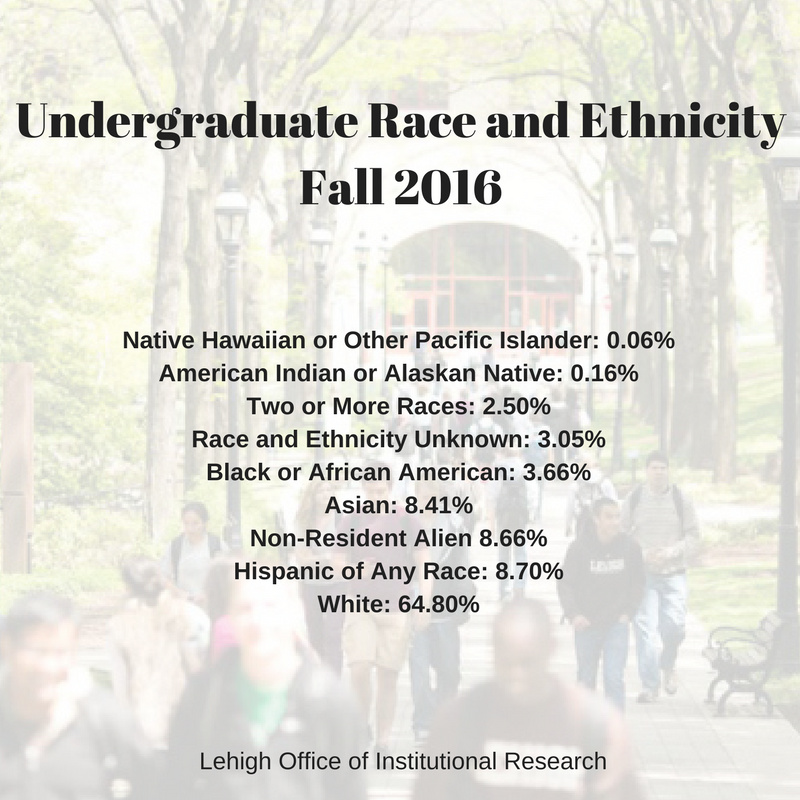 Undergraduate Race and Ethnicity
Fall 2016
Native Hawaiian or Other Pacific Islander: 0.06%
American Indian or Alaskan Native: 0.16%
Two or More Races: 2.50%
Race and Ethnicity Unknown: 3.05%
Black or African American: 3.66%
Asian: 8.41%
Non-Resident Alien 8.66%
Hispanic of Any Race: 8.70%
White: 64.80%
Lehigh Office of Institutional Research